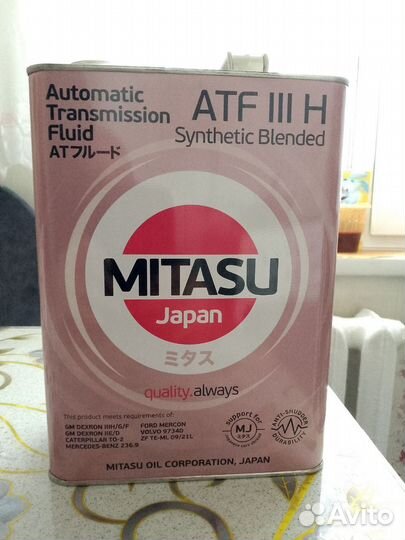 Automatic
Transmission
Fluid
ATフルード
ATF III H
Synthetic Blended
MITASU
Japan
ミタス
quality.always
This product meets requirements of:
GM DEXRON IIIH/G/F
GM DEXRON IIE/D
CATERPILLAR TO-2
MERCEDES-BENZ 236.9
FORD MERCON
VOLVO 97340
ZF TE-ML 09/21L
support for
MJ
ミタス
ANTI-SHUDDER
DURABILITY
MITASU OIL CORPORATION, JAPAN
Avito